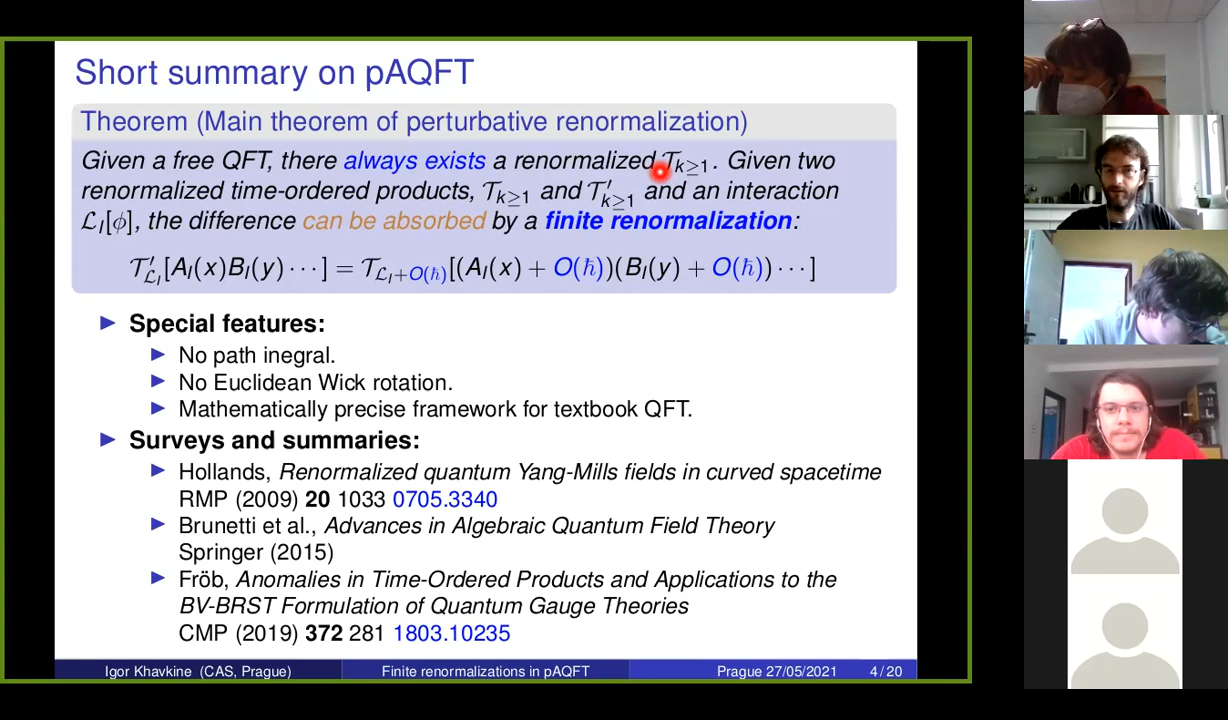 Short summary on pAQFT
Theorem (Main theorem of perturbative renormalization)
Given a free QFT, there always exists a renormalized 𝒯ₖ≥₁. Given two
renormalized time-ordered products, 𝒯ₖ≥₁ and 𝒯′ₖ≥₁ and an interaction
ℒ_I[ϕ], the difference can be absorbed by a finite renormalization:
𝒯′_{ℒ_I}[A_I(x)B_I(y) ⋯] = 𝒯_{ℒ_I+O(ℏ)}[(A_I(x) + O(ℏ))(B_I(y) + O(ℏ)) ⋯]
▶ Special features:
▶ No path inegral.
▶ No Euclidean Wick rotation.
▶ Mathematically precise framework for textbook QFT.
▶ Surveys and summaries:
▶ Hollands, Renormalized quantum Yang-Mills fields in curved spacetime
RMP (2009) 20 1033 0705.3340
▶ Brunetti et al., Advances in Algebraic Quantum Field Theory
Springer (2015)
▶ Fröb, Anomalies in Time-Ordered Products and Applications to the
BV-BRST Formulation of Quantum Gauge Theories
CMP (2019) 372 281 1803.10235
Igor Khavkine (CAS, Prague) Finite renormalizations in pAQFT Prague 27/05/2021 4 / 20